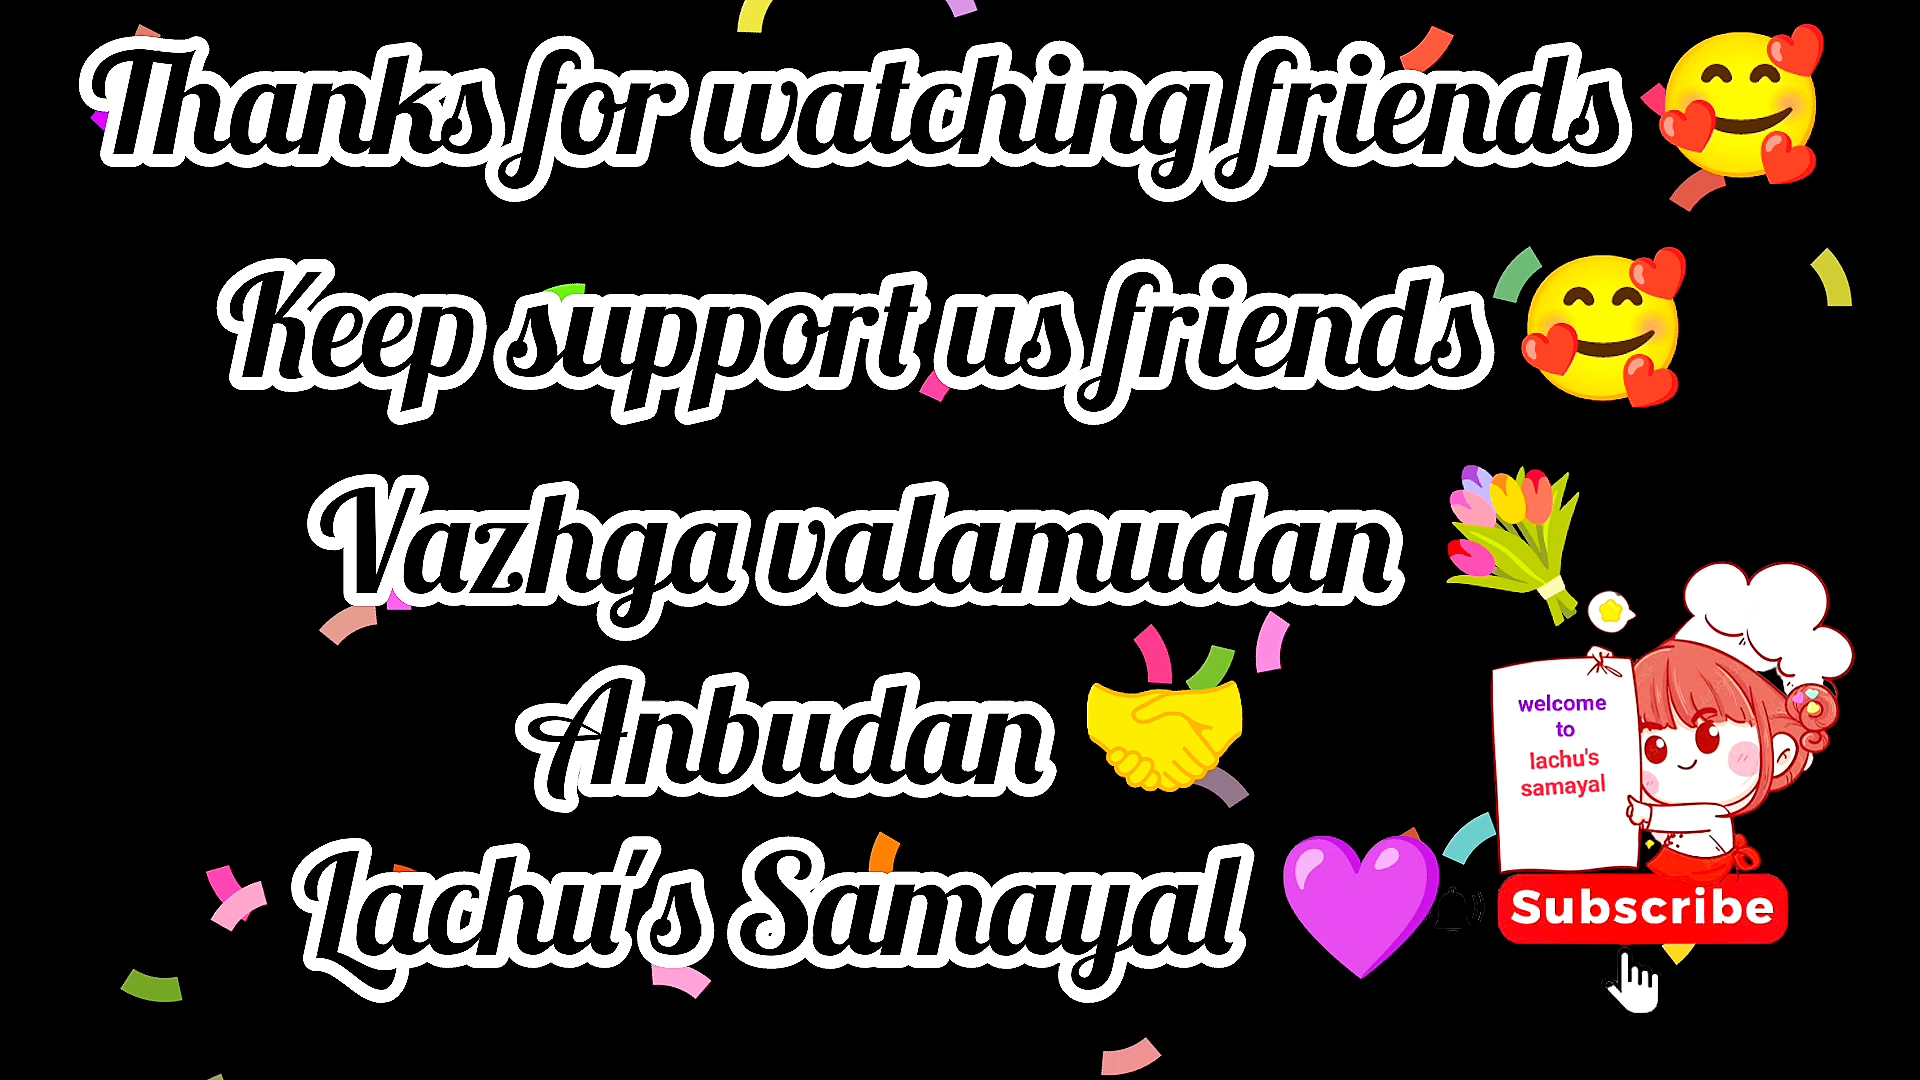 Thanks for watching friends 🥰
Keep support us friends 🥰
Vazhga valamudan 💐
Anbudan 🤝
Lachu's Samayal 💜
welcome
to
lachu's
samayal
Subscribe